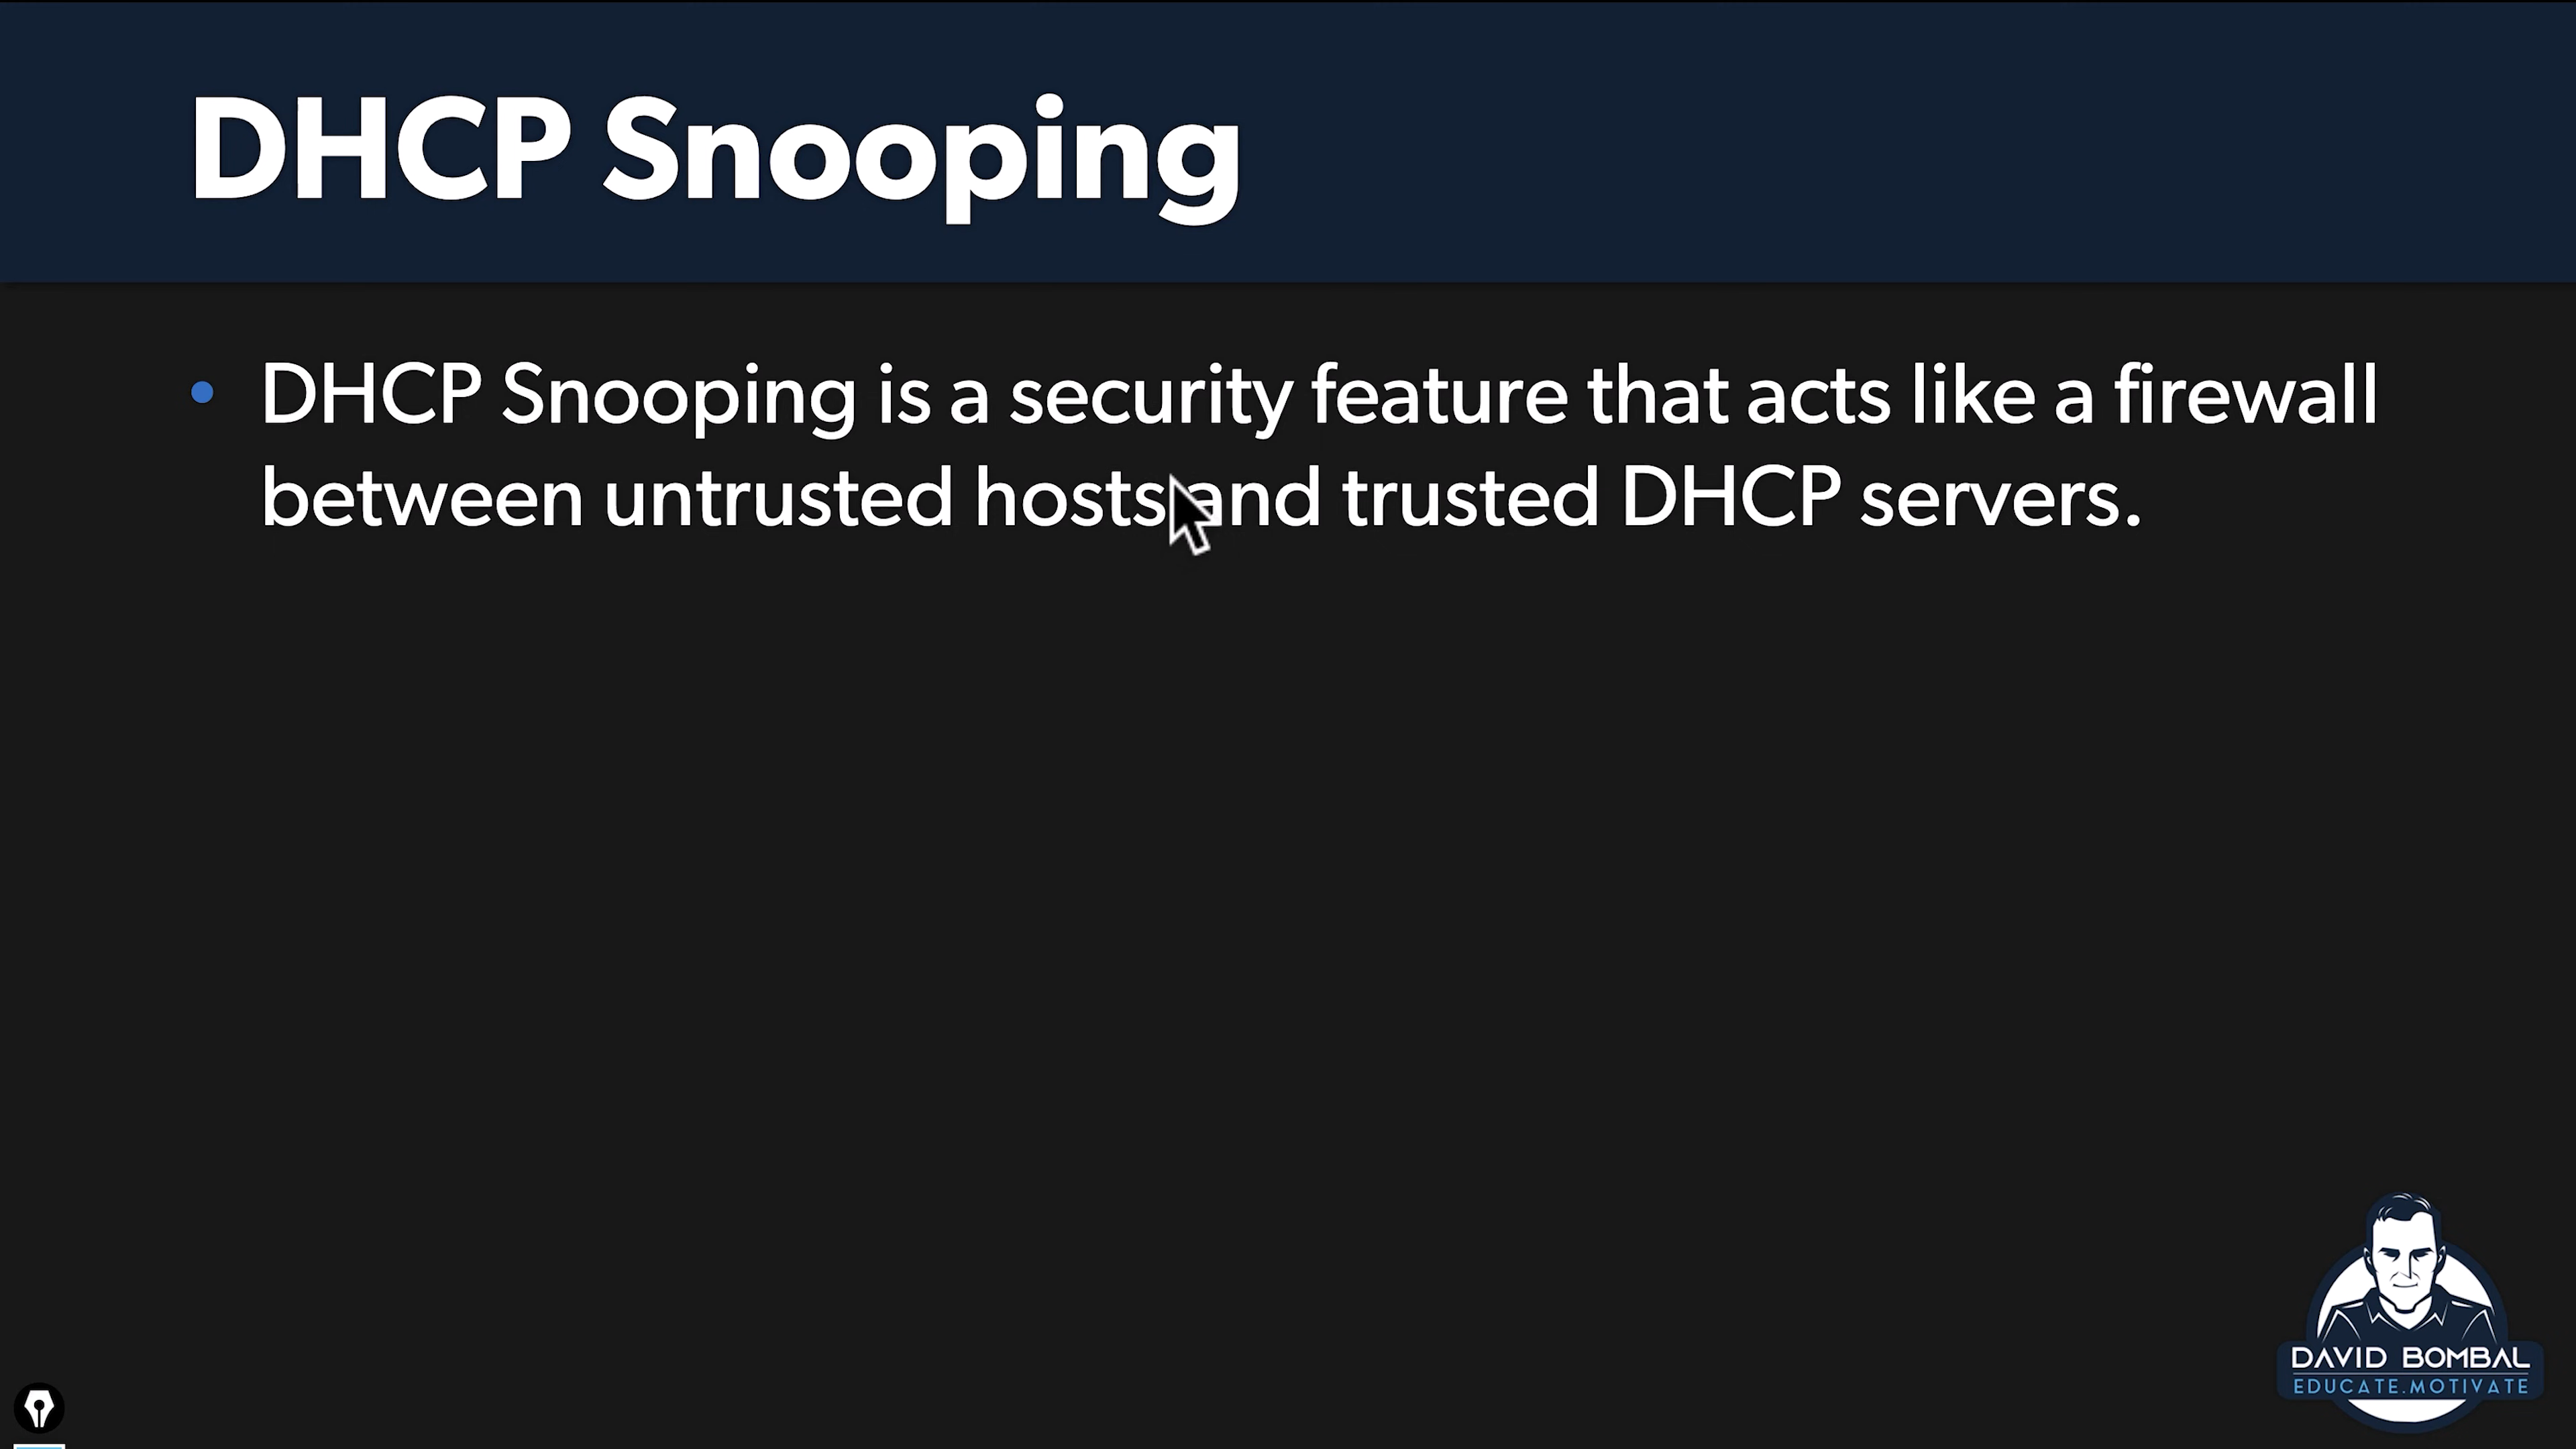 DHCP Snooping
• DHCP Snooping is a security feature that acts like a firewall
between untrusted hosts and trusted DHCP servers.
DAVID BOMBAL
EDUCATE.MOTIVATE